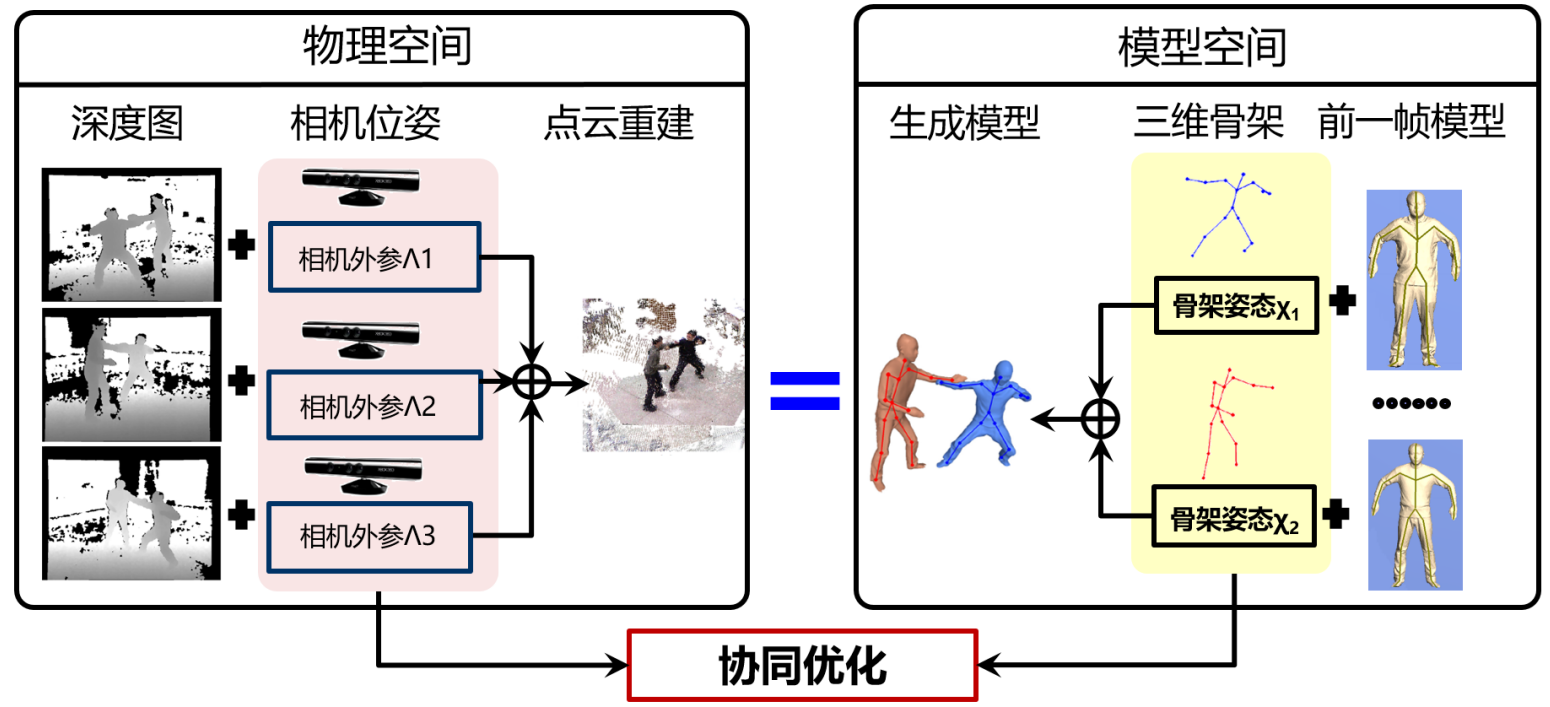 物理空间
深度图
相机位姿
点云重建
相机外参Λ1
相机外参Λ2
相机外参Λ3
模型空间
生成模型
三维骨架
前一帧模型
骨架姿态χ₁
骨架姿态χ₂
协同优化